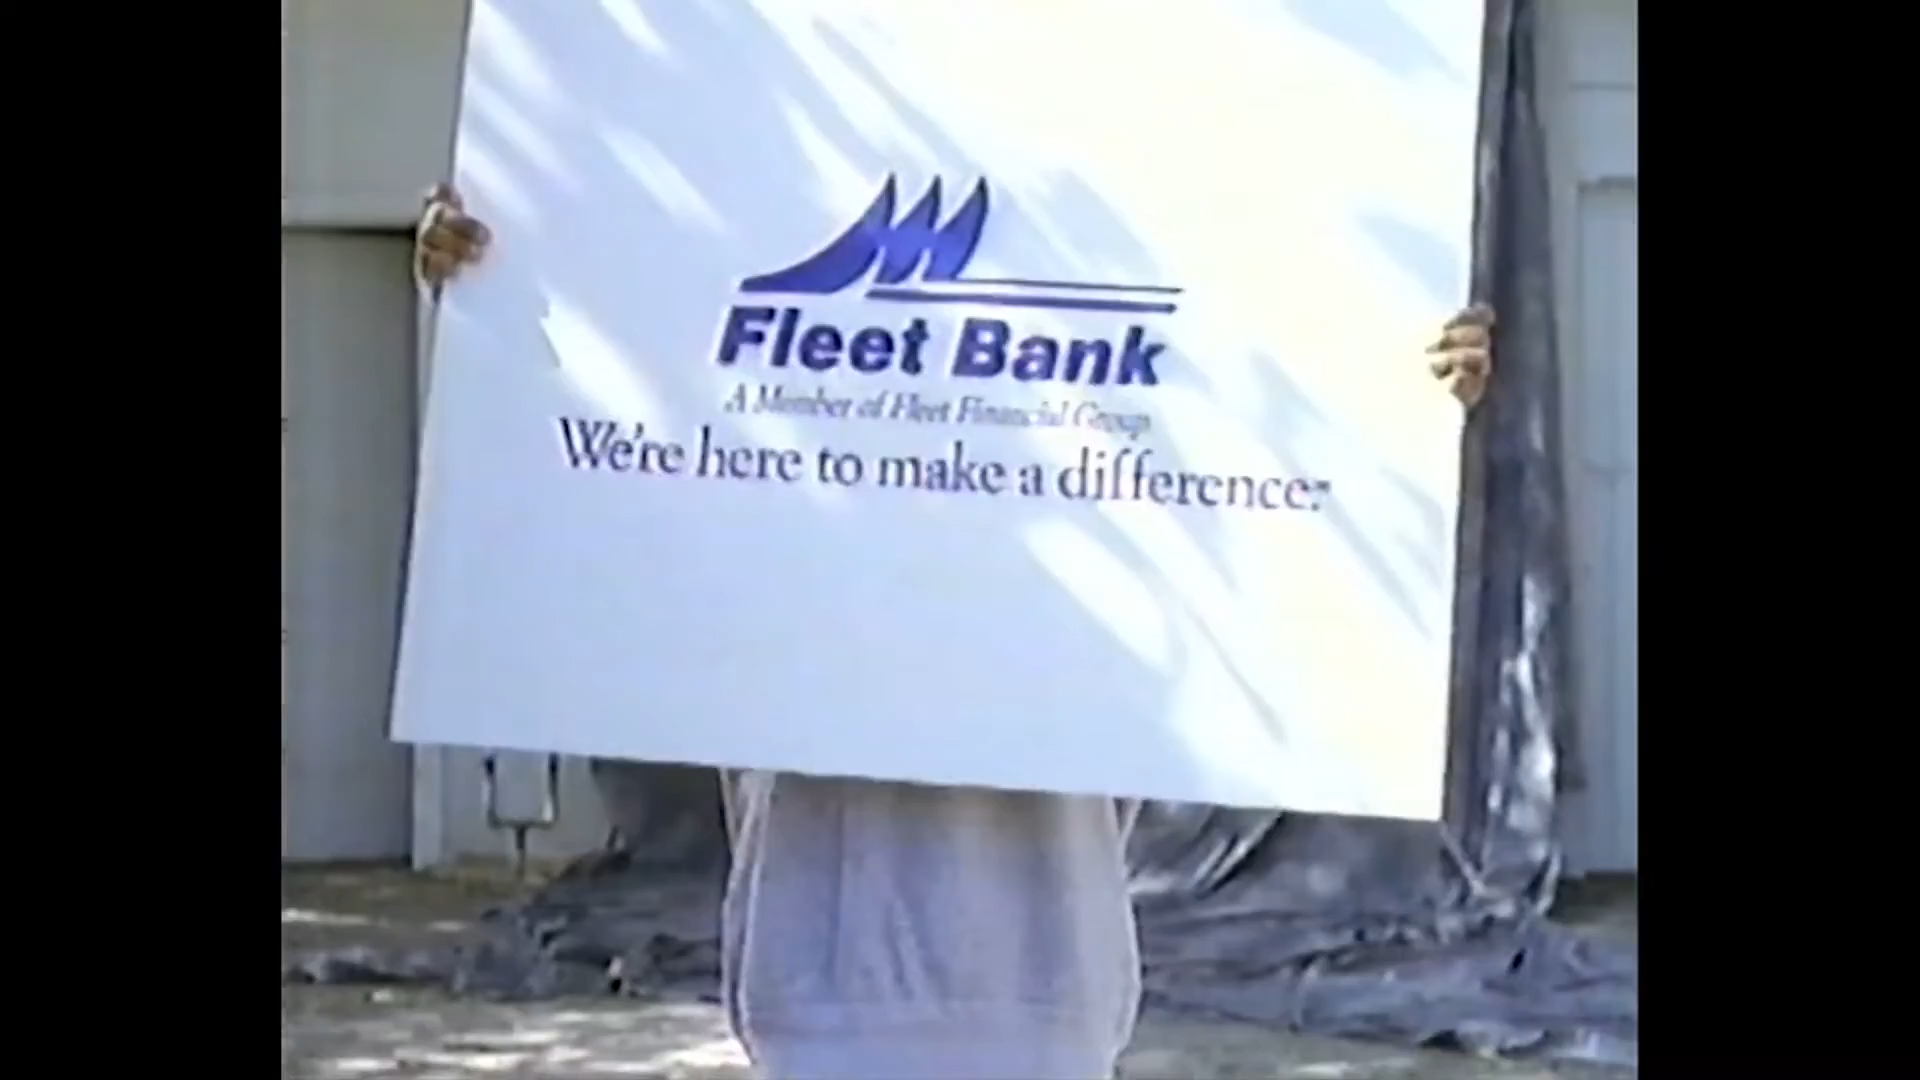 Fleet Bank
A Member of Fleet Financial Group
We're here to make a difference.